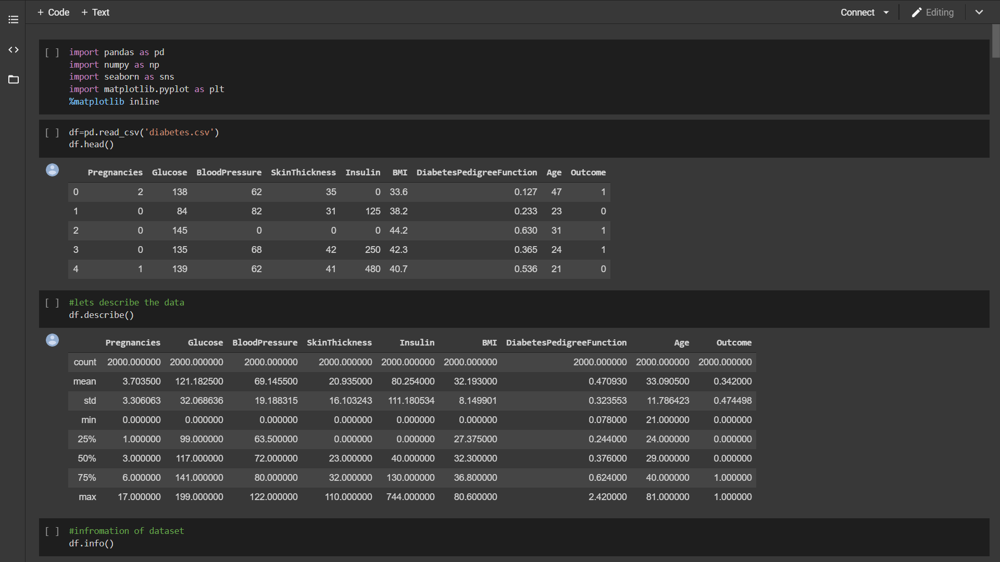 + Code + Text Connect Editing
[ ] import pandas as pd
import numpy as np
import seaborn as sns
import matplotlib.pyplot as plt
%matplotlib inline
[ ] df=pd.read_csv('diabetes.csv')
df.head()
Pregnancies Glucose BloodPressure SkinThickness Insulin BMI DiabetesPedigreeFunction Age Outcome
0 2 138 62 35 0 33.6 0.127 47 1
1 0 84 82 31 125 38.2 0.233 23 0
2 0 145 0 0 0 44.2 0.630 31 1
3 0 135 68 42 250 42.3 0.365 24 1
4 1 139 62 41 480 40.7 0.536 21 0
[ ] #lets describe the data
df.describe()
Pregnancies Glucose BloodPressure SkinThickness Insulin BMI DiabetesPedigreeFunction Age Outcome
count 2000.000000 2000.000000 2000.000000 2000.000000 2000.000000 2000.000000 2000.000000 2000.000000 2000.000000
mean 3.703500 121.182500 69.145500 20.935000 80.254000 32.193000 0.470930 33.090500 0.342000
std 3.306063 32.068636 19.188315 16.103243 111.180534 8.149901 0.323553 11.786423 0.474498
min 0.000000 0.000000 0.000000 0.000000 0.000000 0.000000 0.078000 21.000000 0.000000
25% 1.000000 99.000000 63.500000 0.000000 0.000000 27.375000 0.244000 24.000000 0.000000
50% 3.000000 117.000000 72.000000 23.000000 40.000000 32.300000 0.376000 29.000000 0.000000
75% 6.000000 141.000000 80.000000 32.000000 130.000000 36.800000 0.624000 40.000000 1.000000
max 17.000000 199.000000 122.000000 110.000000 744.000000 80.600000 2.420000 81.000000 1.000000
[ ] #infromation of dataset
df.info()